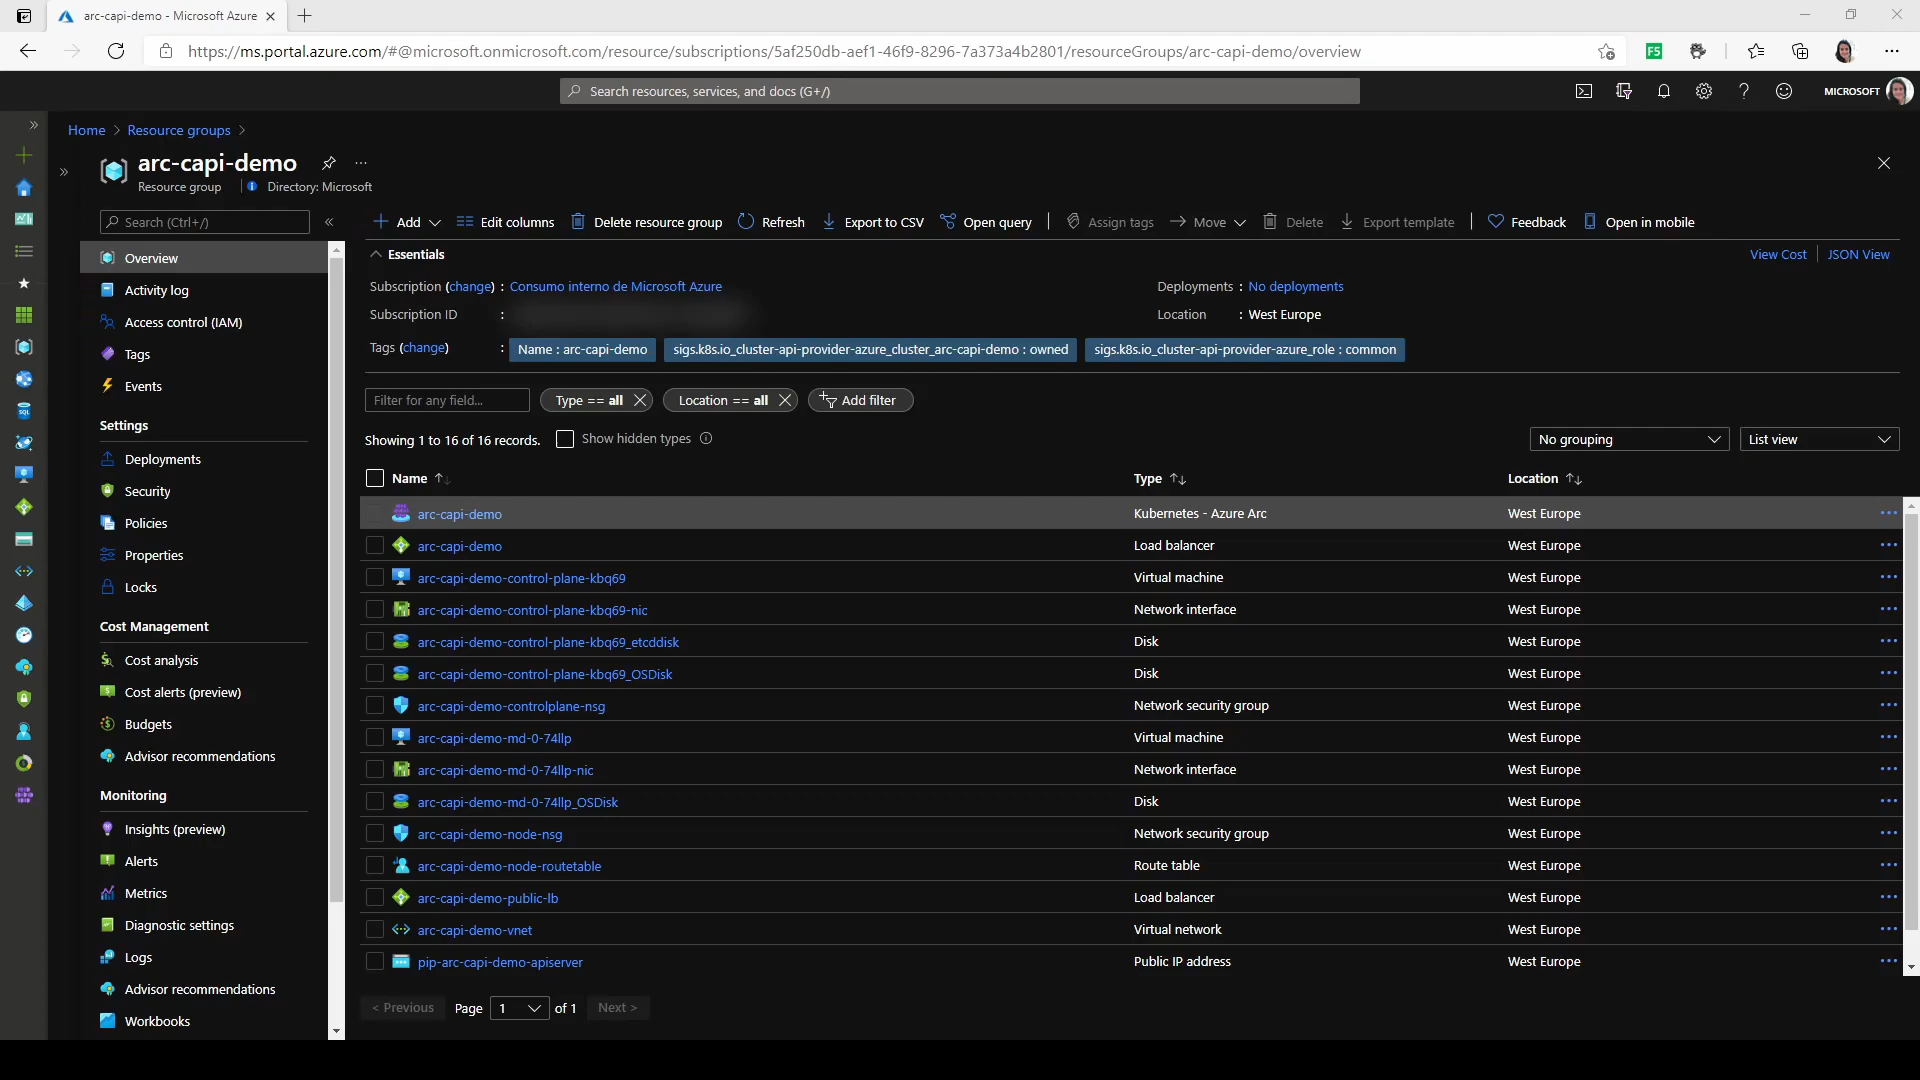 arc-capi-demo - Microsoft Azure
https://ms.portal.azure.com/#@microsoft.onmicrosoft.com/resource/subscriptions/5af250db-aef1-46f9-8296-7a373a4b2801/resourceGroups/arc-capi-demo/overview
F5
Search resources, services, and docs (G+/)
MICROSOFT
Home > Resource groups >
arc-capi-demo
Resource group
Directory: Microsoft
Search (Ctrl+/)
Add
Edit columns
Delete resource group
Refresh
Export to CSV
Open query
Assign tags
Move
Delete
Export template
Feedback
Open in mobile
Overview
Activity log
Access control (IAM)
Tags
Events
Settings
Deployments
Security
Policies
Properties
Locks
Cost Management
Cost analysis
Cost alerts (preview)
Budgets
Advisor recommendations
Monitoring
Insights (preview)
Alerts
Metrics
Diagnostic settings
Logs
Advisor recommendations
Workbooks
Essentials
View Cost
JSON View
Subscription (change) : Consumo interno de Microsoft Azure
Deployments : No deployments
Subscription ID :
Location : West Europe
Tags (change) : Name : arc-capi-demo sigs.k8s.io_cluster-api-provider-azure_cluster_arc-capi-demo : owned sigs.k8s.io_cluster-api-provider-azure_role : common
Filter for any field...
Type == all
Location == all
Add filter
Showing 1 to 16 of 16 records.
Show hidden types
No grouping
List view
Name Type Location
arc-capi-demo Kubernetes - Azure Arc West Europe
arc-capi-demo Load balancer West Europe
arc-capi-demo-control-plane-kbq69 Virtual machine West Europe
arc-capi-demo-control-plane-kbq69-nic Network interface West Europe
arc-capi-demo-control-plane-kbq69_etcddisk Disk West Europe
arc-capi-demo-control-plane-kbq69_OSDisk Disk West Europe
arc-capi-demo-controlplane-nsg Network security group West Europe
arc-capi-demo-md-0-74llp Virtual machine West Europe
arc-capi-demo-md-0-74llp-nic Network interface West Europe
arc-capi-demo-md-0-74llp_OSDisk Disk West Europe
arc-capi-demo-node-nsg Network security group West Europe
arc-capi-demo-node-routetable Route table West Europe
arc-capi-demo-public-lb Load balancer West Europe
arc-capi-demo-vnet Virtual network West Europe
pip-arc-capi-demo-apiserver Public IP address West Europe
< Previous Page 1 of 1 Next >